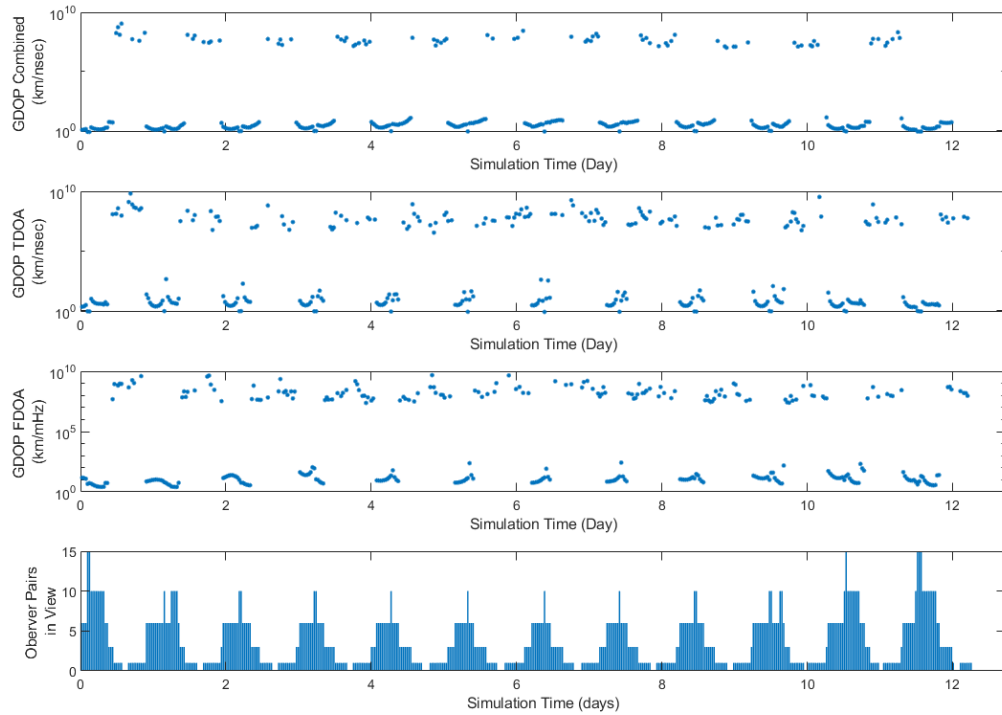 GDOP Combined
(km/nsec)
10^10
10^0
0 2 4 6 8 10 12
Simulation Time (Day)
GDOP TDOA
(km/nsec)
10^10
10^0
0 2 4 6 8 10 12
Simulation Time (Day)
GDOP FDOA
(km/mHz)
10^10
10^5
10^0
0 2 4 6 8 10 12
Simulation Time (Day)
Oberver Pairs
in View
15
10
5
0
0 2 4 6 8 10 12
Simulation Time (days)